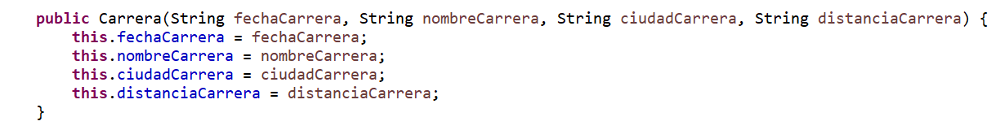 public Carrera(String fechaCarrera, String nombreCarrera, String ciudadCarrera, String distanciaCarrera) {
    this.fechaCarrera = fechaCarrera;
    this.nombreCarrera = nombreCarrera;
    this.ciudadCarrera = ciudadCarrera;
    this.distanciaCarrera = distanciaCarrera;
}